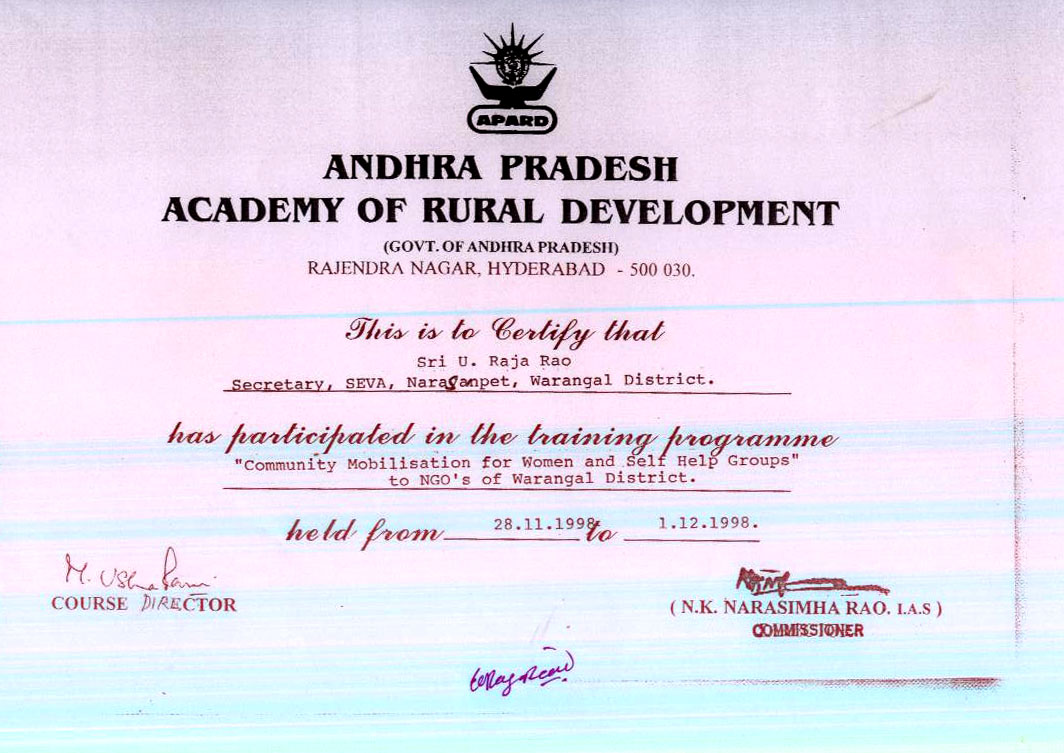 APARD
ANDHRA PRADESH
ACADEMY OF RURAL DEVELOPMENT
(GOVT. OF ANDHRA PRADESH)
RAJENDRA NAGAR, HYDERABAD - 500 030.
This is to Certify that
Sri U. Raja Rao
Secretary, SEVA, Narasanpet, Warangal District.
has participated in the training programme
"Community Mobilisation for Women and Self Help Groups"
to NGO's of Warangal District.
held from 28.11.1998 to 1.12.1998.
M. Usha Rani
COURSE DIRECTOR
( N.K. NARASIMHA RAO. I.A.S )
COMMISSIONER